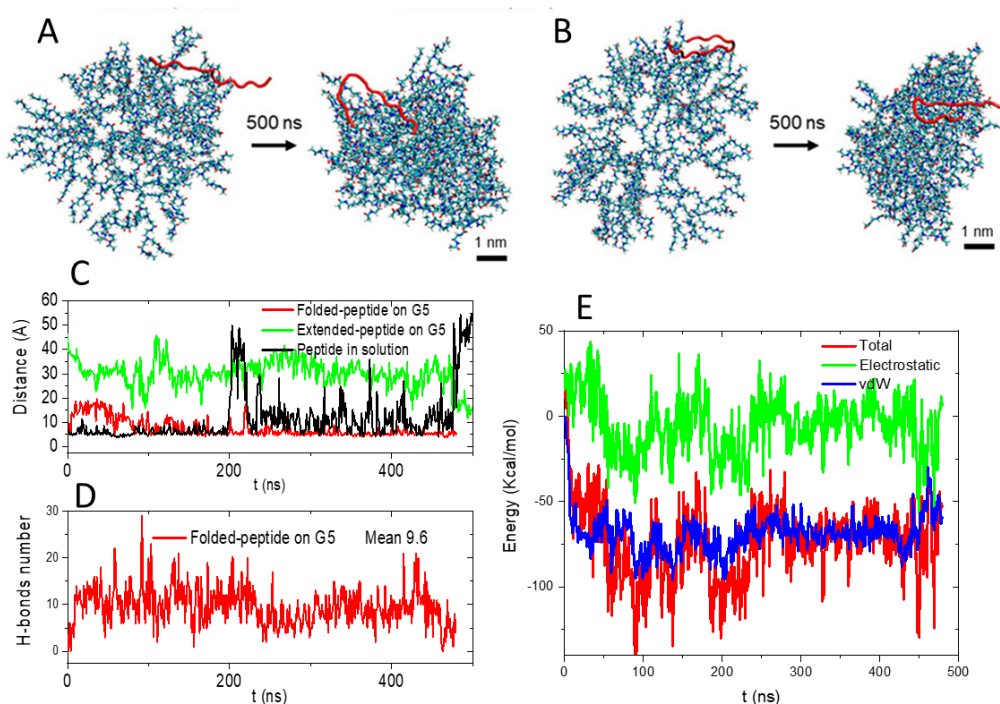 A
500 ns
B
500 ns
1 nm
1 nm
C
60
50
40
30
20
10
0
Distance (A)
Folded-peptide on G5
Extended-peptide on G5
Peptide in solution
0
200
400
t (ns)
D
30
20
10
0
H-bonds number
Folded-peptide on G5 Mean 9.6
0
200
400
t (ns)
E
50
0
-50
-100
Energy (Kcal/mol)
Total
Electrostatic
vdW
0
100
200
300
400
500
t (ns)